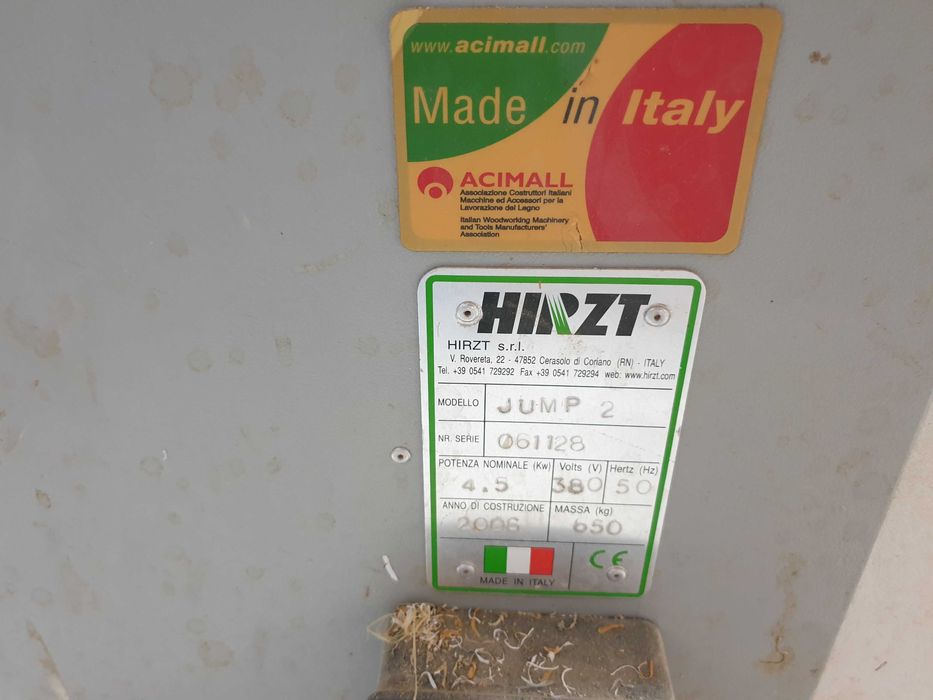 www.acimall.com
Made in Italy
ACIMALL
Associazione Costruttori Italiani
Macchine ed Accessori per la
Lavorazione del Legno
Italian Woodworking Machinery
and Tools Manufacturers'
Association
HIRZT
HIRZT s.r.l.
V. Rovereta, 22 - 47852 Cerasolo di Coriano (RN) - ITALY
Tel. +39 0541 729292 Fax +39 0541 729294 web: www.hirzt.com
MODELLO JUMP 2
NR. SERIE 061128
POTENZA NOMINALE (Kw) Volts (V) Hertz (Hz)
4.5 380 50
ANNO DI COSTRUZIONE MASSA (kg)
2006 650
MADE IN ITALY CE